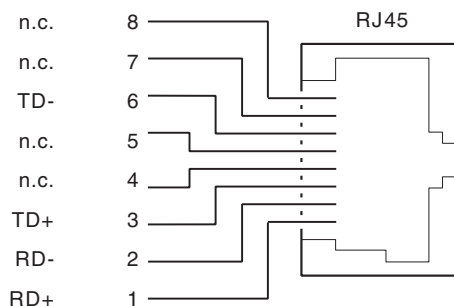 RJ45
n.c. 8
n.c. 7
TD- 6
n.c. 5
n.c. 4
TD+ 3
RD- 2
RD+ 1